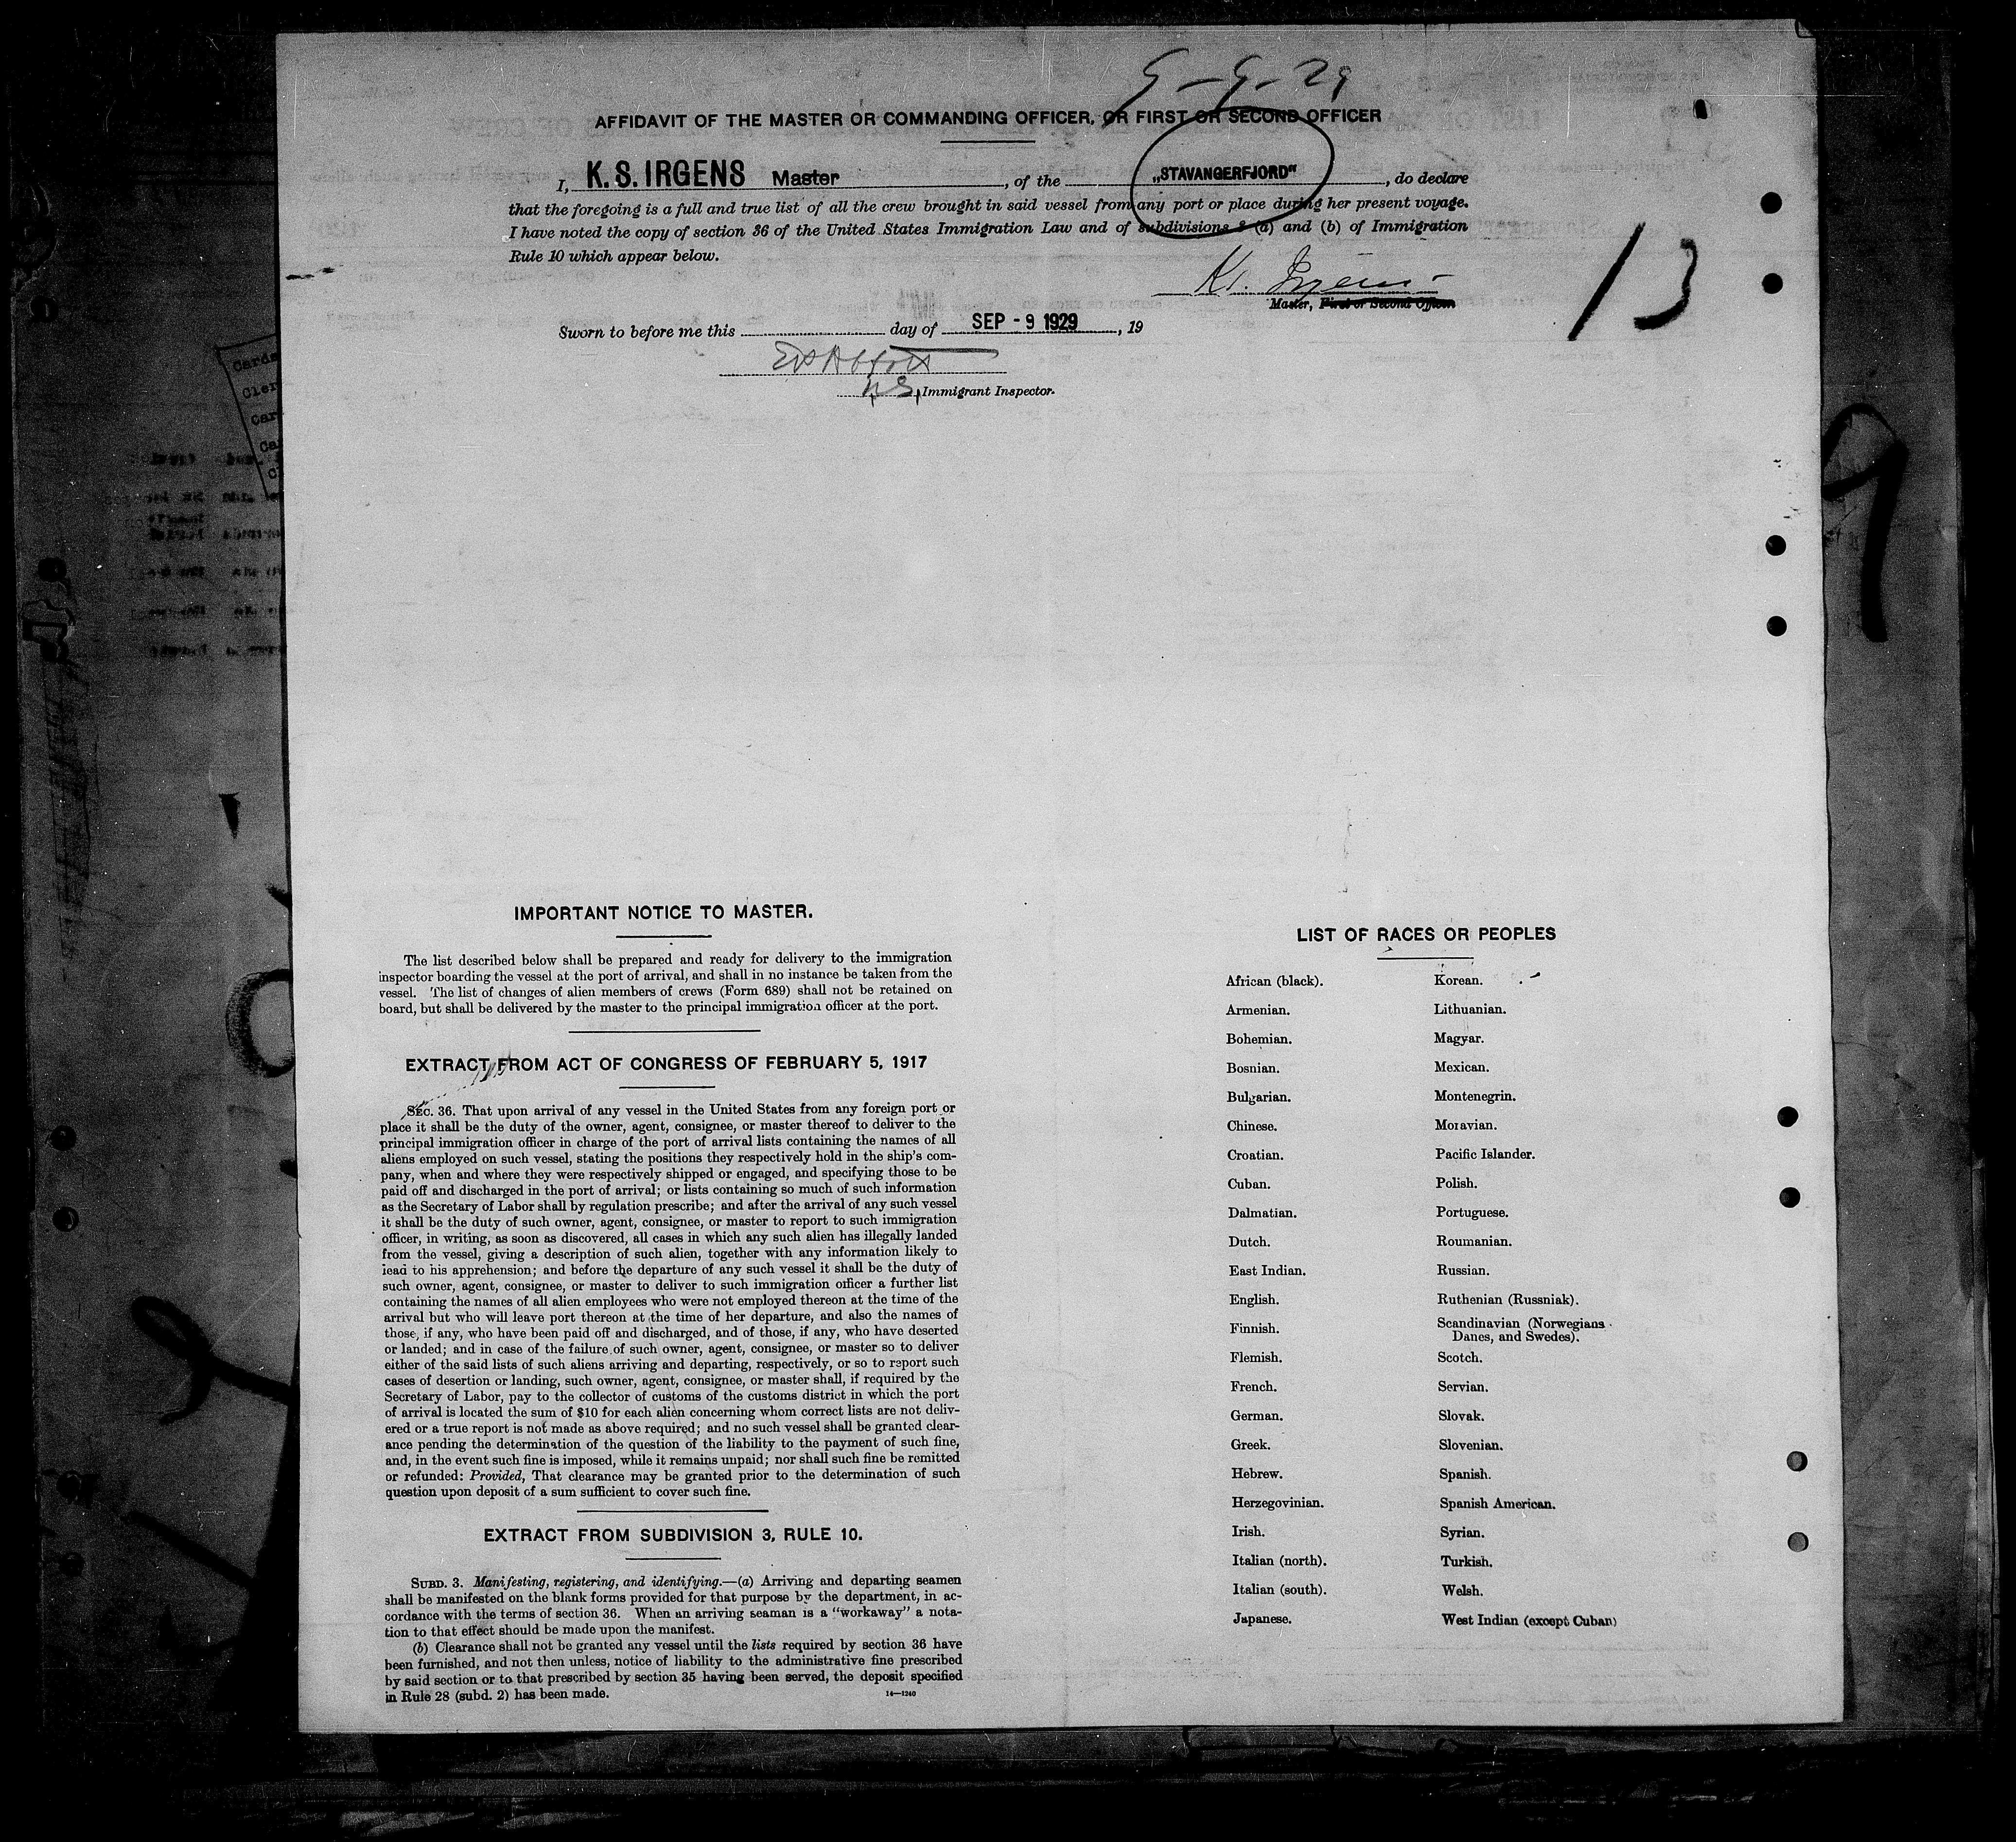 9-9-29
AFFIDAVIT OF THE MASTER OR COMMANDING OFFICER, OR FIRST OR SECOND OFFICER
I, K. S. IRGENS Master, of the „STAVANGERFJORD", do declare
that the foregoing is a full and true list of all the crew brought in said vessel from any port or place during her present voyage.
I have noted the copy of section 36 of the United States Immigration Law and of subdivisions 3 (a) and (b) of Immigration
Rule 10 which appear below.
K. Irgens
Master, First or Second Officer.
13
Sworn to before me this day of SEP - 9 1929, 19
Immigrant Inspector.
9
IMPORTANT NOTICE TO MASTER.
The list described below shall be prepared and ready for delivery to the immigration
inspector boarding the vessel at the port of arrival, and shall in no instance be taken from the
vessel. The list of changes of alien members of crews (Form 689) shall not be retained on
board, but shall be delivered by the master to the principal immigration officer at the port.
EXTRACT FROM ACT OF CONGRESS OF FEBRUARY 5, 1917
SEC. 36. That upon arrival of any vessel in the United States from any foreign port or
place it shall be the duty of the owner, agent, consignee, or master thereof to deliver to the
principal immigration officer in charge of the port of arrival lists containing the names of all
aliens employed on such vessel, stating the positions they respectively hold in the ship's com-
pany, when and where they were respectively shipped or engaged, and specifying those to be
paid off and discharged in the port of arrival; or lists containing so much of such information
as the Secretary of Labor shall by regulation prescribe; and after the arrival of any such vessel
it shall be the duty of such owner, agent, consignee, or master to report to such immigration
officer, in writing, as soon as discovered, all cases in which any such alien has illegally landed
from the vessel, giving a description of such alien, together with any information likely to
lead to his apprehension; and before the departure of any such vessel it shall be the duty of
such owner, agent, consignee, or master to deliver to such immigration officer a further list
containing the names of all alien employees who were not employed thereon at the time of the
arrival but who will leave port thereon at the time of her departure, and also the names of
those, if any, who have been paid off and discharged, and of those, if any, who have deserted
or landed; and in case of the failure of such owner, agent, consignee, or master so to deliver
either of the said lists of such aliens arriving and departing, respectively, or so to report such
cases of desertion or landing, such owner, agent, consignee, or master shall, if required by the
Secretary of Labor, pay to the collector of customs of the customs district in which the port
of arrival is located the sum of $10 for each alien concerning whom correct lists are not deliv-
ered or a true report is not made as above required; and no such vessel shall be granted clear-
ance pending the determination of the question of the liability to the payment of such fine,
and, in the event such fine is imposed, while it remains unpaid; nor shall such fine be remitted
or refunded: Provided, That clearance may be granted prior to the determination of such
question upon deposit of a sum sufficient to cover such fine.
EXTRACT FROM SUBDIVISION 3, RULE 10.
SUBD. 3. Manifesting, registering, and identifying.—(a) Arriving and departing seamen
shall be manifested on the blank forms provided for that purpose by the department, in ac-
cordance with the terms of section 36. When an arriving seaman is a "workaway" a nota-
tion to that effect should be made upon the manifest.
(b) Clearance shall not be granted any vessel until the lists required by section 36 have
been furnished, and not then unless, notice of liability to the administrative fine prescribed
by said section or to that prescribed by section 35 having been served, the deposit specified
in Rule 28 (subd. 2) has been made.
14—1240
LIST OF RACES OR PEOPLES
African (black). Korean.
Armenian. Lithuanian.
Bohemian. Magyar.
Bosnian. Mexican.
Bulgarian. Montenegrin.
Chinese. Moravian.
Croatian. Pacific Islander.
Cuban. Polish.
Dalmatian. Portuguese.
Dutch. Roumanian.
East Indian. Russian.
English. Ruthenian (Russniak).
Finnish. Scandinavian (Norwegians
Danes, and Swedes).
Flemish. Scotch.
French. Servian.
German. Slovak.
Greek. Slovenian.
Hebrew. Spanish.
Herzegovinian. Spanish American.
Irish. Syrian.
Italian (north). Turkish.
Italian (south). Welsh.
Japanese. West Indian (except Cuban)